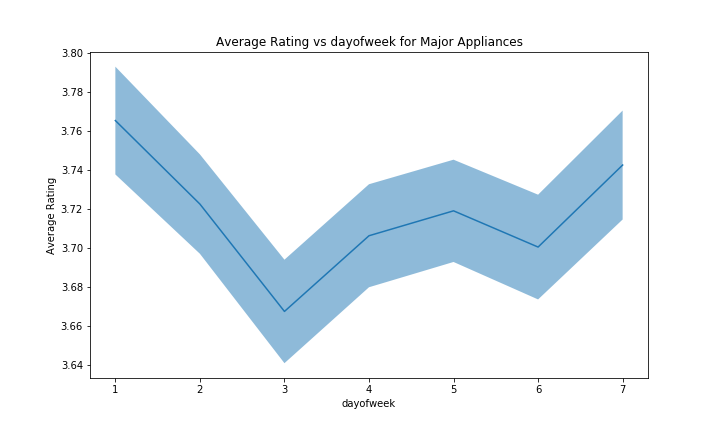 Average Rating vs dayofweek for Major Appliances
3.80
3.78
3.76
3.74
3.72
3.70
3.68
3.66
3.64
Average Rating
1 2 3 4 5 6 7
dayofweek